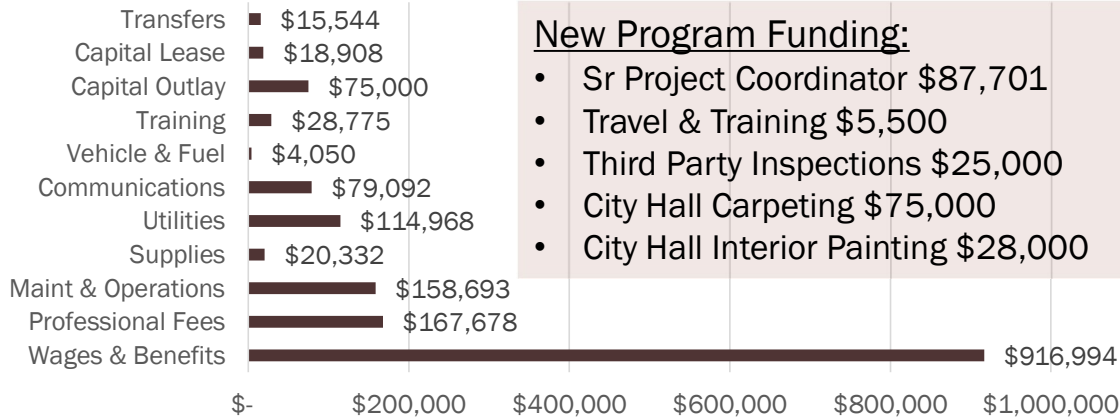 Transfers $15,544
Capital Lease $18,908
Capital Outlay $75,000
Training $28,775
Vehicle & Fuel $4,050
Communications $79,092
Utilities $114,968
Supplies $20,332
Maint & Operations $158,693
Professional Fees $167,678
Wages & Benefits $916,994
$- $200,000 $400,000 $600,000 $800,000 $1,000,000
New Program Funding:
• Sr Project Coordinator $87,701
• Travel & Training $5,500
• Third Party Inspections $25,000
• City Hall Carpeting $75,000
• City Hall Interior Painting $28,000